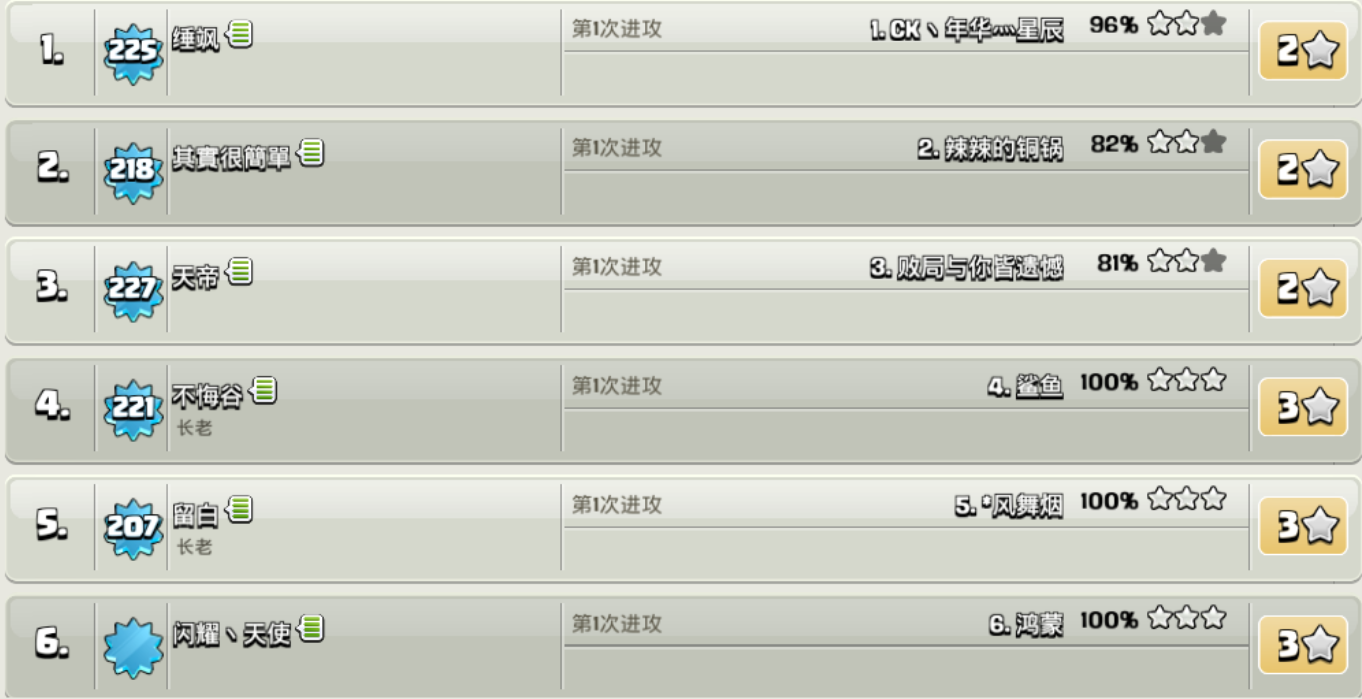 1.
225
缍飒
第1次进攻
1. CK丶年华灬星辰
96%
2
2.
218
其實很簡單
第1次进攻
2. 辣辣的铜锅
82%
2
3.
227
天帝
第1次进攻
3. 败局与你皆遗憾
81%
2
4.
221
不悔谷
长老
第1次进攻
4. 鲨鱼
100%
3
5.
207
留白
长老
第1次进攻
5. *风舞烟
100%
3
6.
闪耀丶天使
第1次进攻
6. 鸿蒙
100%
3